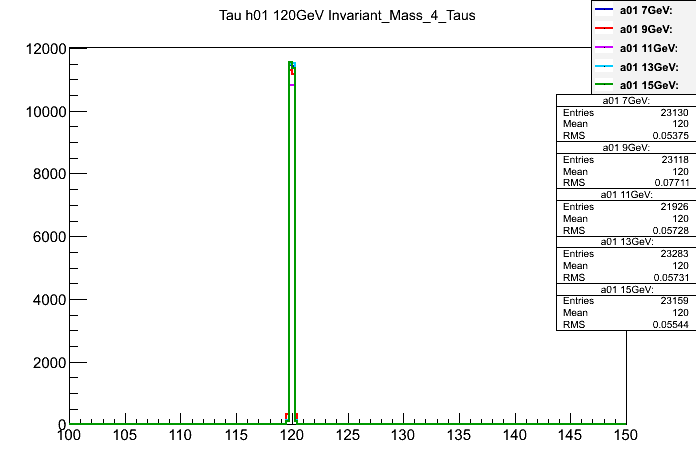 Tau h01 120GeV Invariant_Mass_4_Taus
a01 7GeV:
a01 9GeV:
a01 11GeV:
a01 13GeV:
a01 15GeV:
a01 7GeV:
Entries 23130
Mean 120
RMS 0.05375
a01 9GeV:
Entries 23118
Mean 120
RMS 0.07711
a01 11GeV:
Entries 21926
Mean 120
RMS 0.05728
a01 13GeV:
Entries 23283
Mean 120
RMS 0.05731
a01 15GeV:
Entries 23159
Mean 120
RMS 0.05544
12000
10000
8000
6000
4000
2000
0
100 105 110 115 120 125 130 135 140 145 150